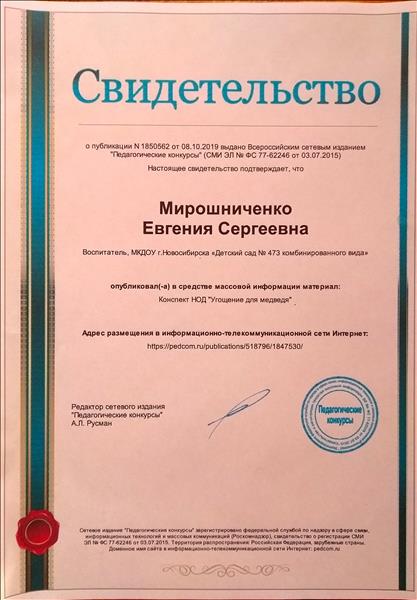 Свидетельство
о публикации N 1850562 от 08.10.2019 выдано Всероссийским сетевым изданием
"Педагогические конкурсы" (СМИ ЭЛ № ФС 77-62246 от 03.07.2015)
Настоящее свидетельство подтверждает, что
Мирошниченко
Евгения Сергеевна
Воспитатель, МКДОУ г.Новосибирска «Детский сад № 473 комбинированного вида»
опубликовал(-а) в средстве массовой информации материал:
Конспект НОД "Угощение для медведя"
Адрес размещения в информационно-телекоммуникационной сети Интернет:
https://pedcom.ru/publications/518796/1847530/
Редактор сетевого издания
"Педагогические конкурсы"
А.Л. Русман
Педагогические
конкурсы
Сетевое издание "Педагогические конкурсы" зарегистрировано федеральной службой по надзору в сфере связи,
информационных технологий и массовых коммуникаций (Роскомнадзор), свидетельство о регистрации СМИ
ЭЛ № ФС 77-62246 от 03.07.2015. Территория распространения: Российская Федерация, зарубежные страны.
Доменное имя сайта в информационно-телекоммуникационной сети Интернет: pedcom.ru